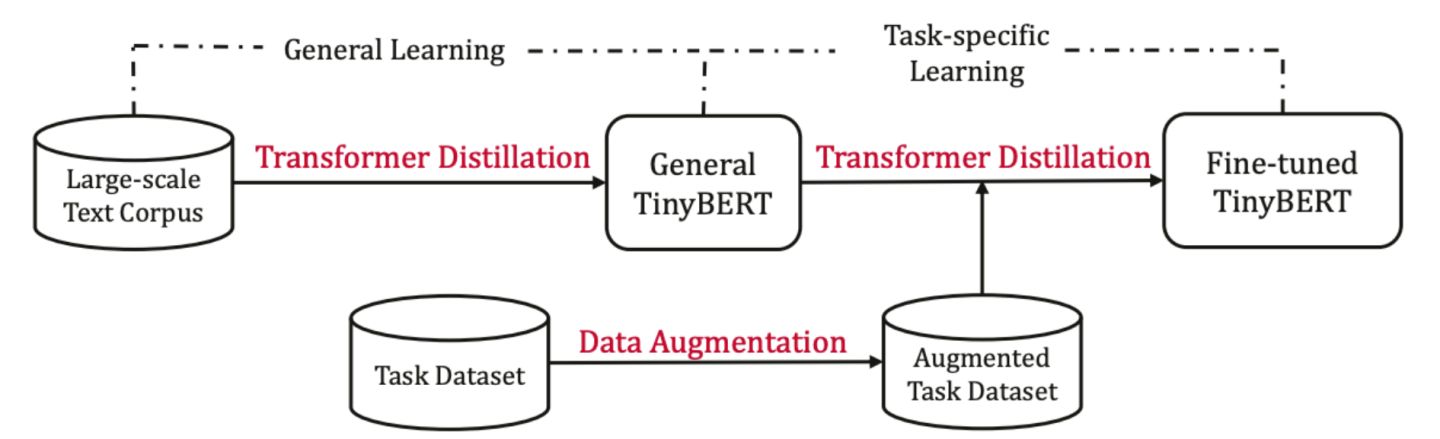 General Learning
Task-specific
Learning
Large-scale
Text Corpus
Transformer Distillation
General
TinyBERT
Transformer Distillation
Fine-tuned
TinyBERT
Task Dataset
Data Augmentation
Augmented
Task Dataset